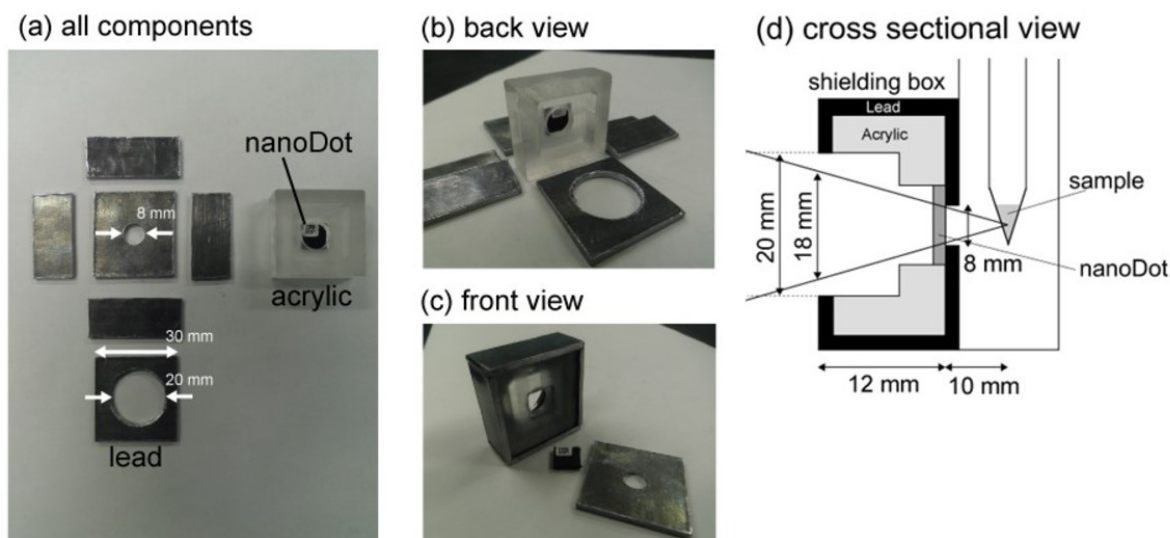 (a) all components
nanoDot
8 mm
acrylic
30 mm
20 mm
lead
(b) back view
(c) front view
(d) cross sectional view
shielding box
Lead
Acrylic
sample
20 mm
18 mm
8 mm
nanoDot
12 mm
10 mm